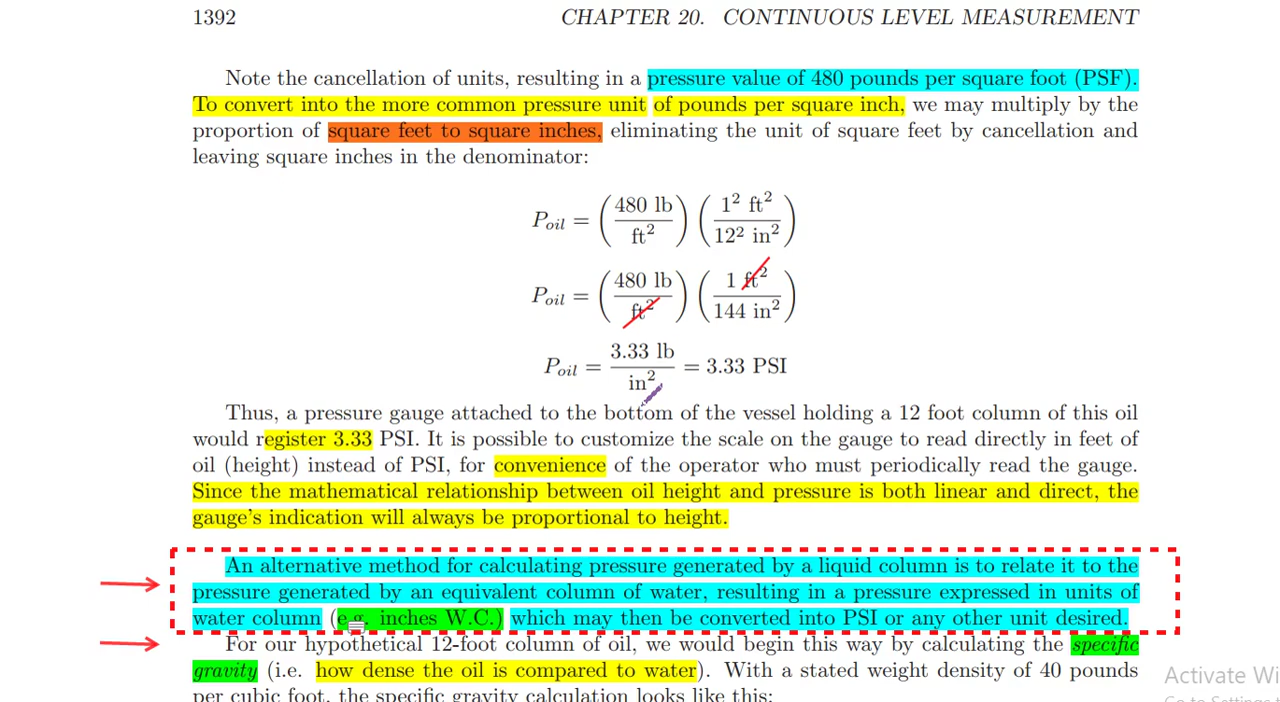 1392 CHAPTER 20. CONTINUOUS LEVEL MEASUREMENT
Note the cancellation of units, resulting in a pressure value of 480 pounds per square foot (PSF).
To convert into the more common pressure unit of pounds per square inch, we may multiply by the
proportion of square feet to square inches, eliminating the unit of square feet by cancellation and
leaving square inches in the denominator:
P_oil = (480 lb / ft²) (1² ft² / 12² in²)
P_oil = (480 lb / ft²) (1 ft² / 144 in²)
P_oil = 3.33 lb / in² = 3.33 PSI
Thus, a pressure gauge attached to the bottom of the vessel holding a 12 foot column of this oil
would register 3.33 PSI. It is possible to customize the scale on the gauge to read directly in feet of
oil (height) instead of PSI, for convenience of the operator who must periodically read the gauge.
Since the mathematical relationship between oil height and pressure is both linear and direct, the
gauge's indication will always be proportional to height.
An alternative method for calculating pressure generated by a liquid column is to relate it to the
pressure generated by an equivalent column of water, resulting in a pressure expressed in units of
water column (e.g. inches W.C.) which may then be converted into PSI or any other unit desired.
For our hypothetical 12-foot column of oil, we would begin this way by calculating the specific
gravity (i.e. how dense the oil is compared to water). With a stated weight density of 40 pounds
per cubic foot, the specific gravity calculation looks like this:
Activate Wi